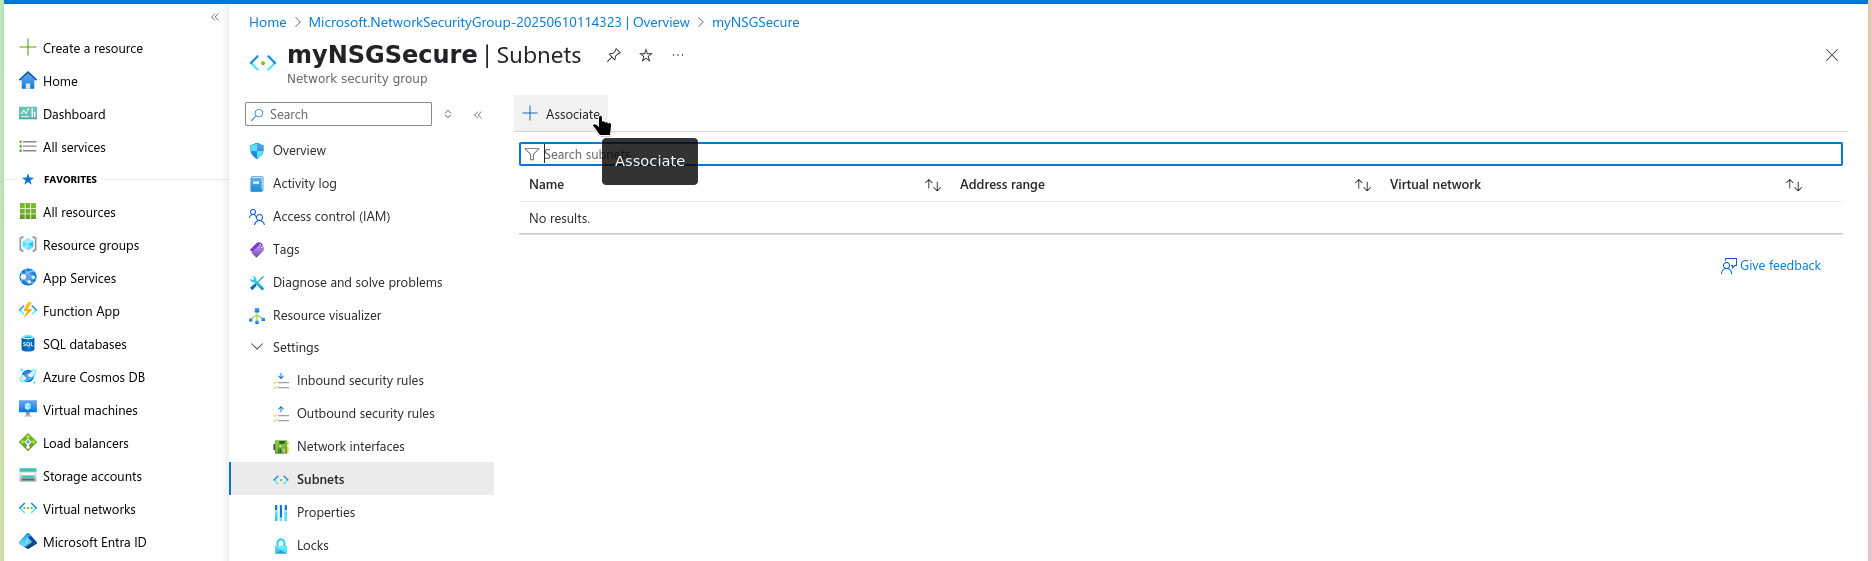 Create a resource
Home
Dashboard
All services
FAVORITES
All resources
Resource groups
App Services
Function App
SQL databases
Azure Cosmos DB
Virtual machines
Load balancers
Storage accounts
Virtual networks
Microsoft Entra ID
Home > Microsoft.NetworkSecurityGroup-20250610114323 | Overview > myNSGSecure
myNSGSecure | Subnets
Network security group
Search
Overview
Activity log
Access control (IAM)
Tags
Diagnose and solve problems
Resource visualizer
Settings
Inbound security rules
Outbound security rules
Network interfaces
Subnets
Properties
Locks
Associate
Search subnets
Associate
Name Address range Virtual network
No results.
Give feedback